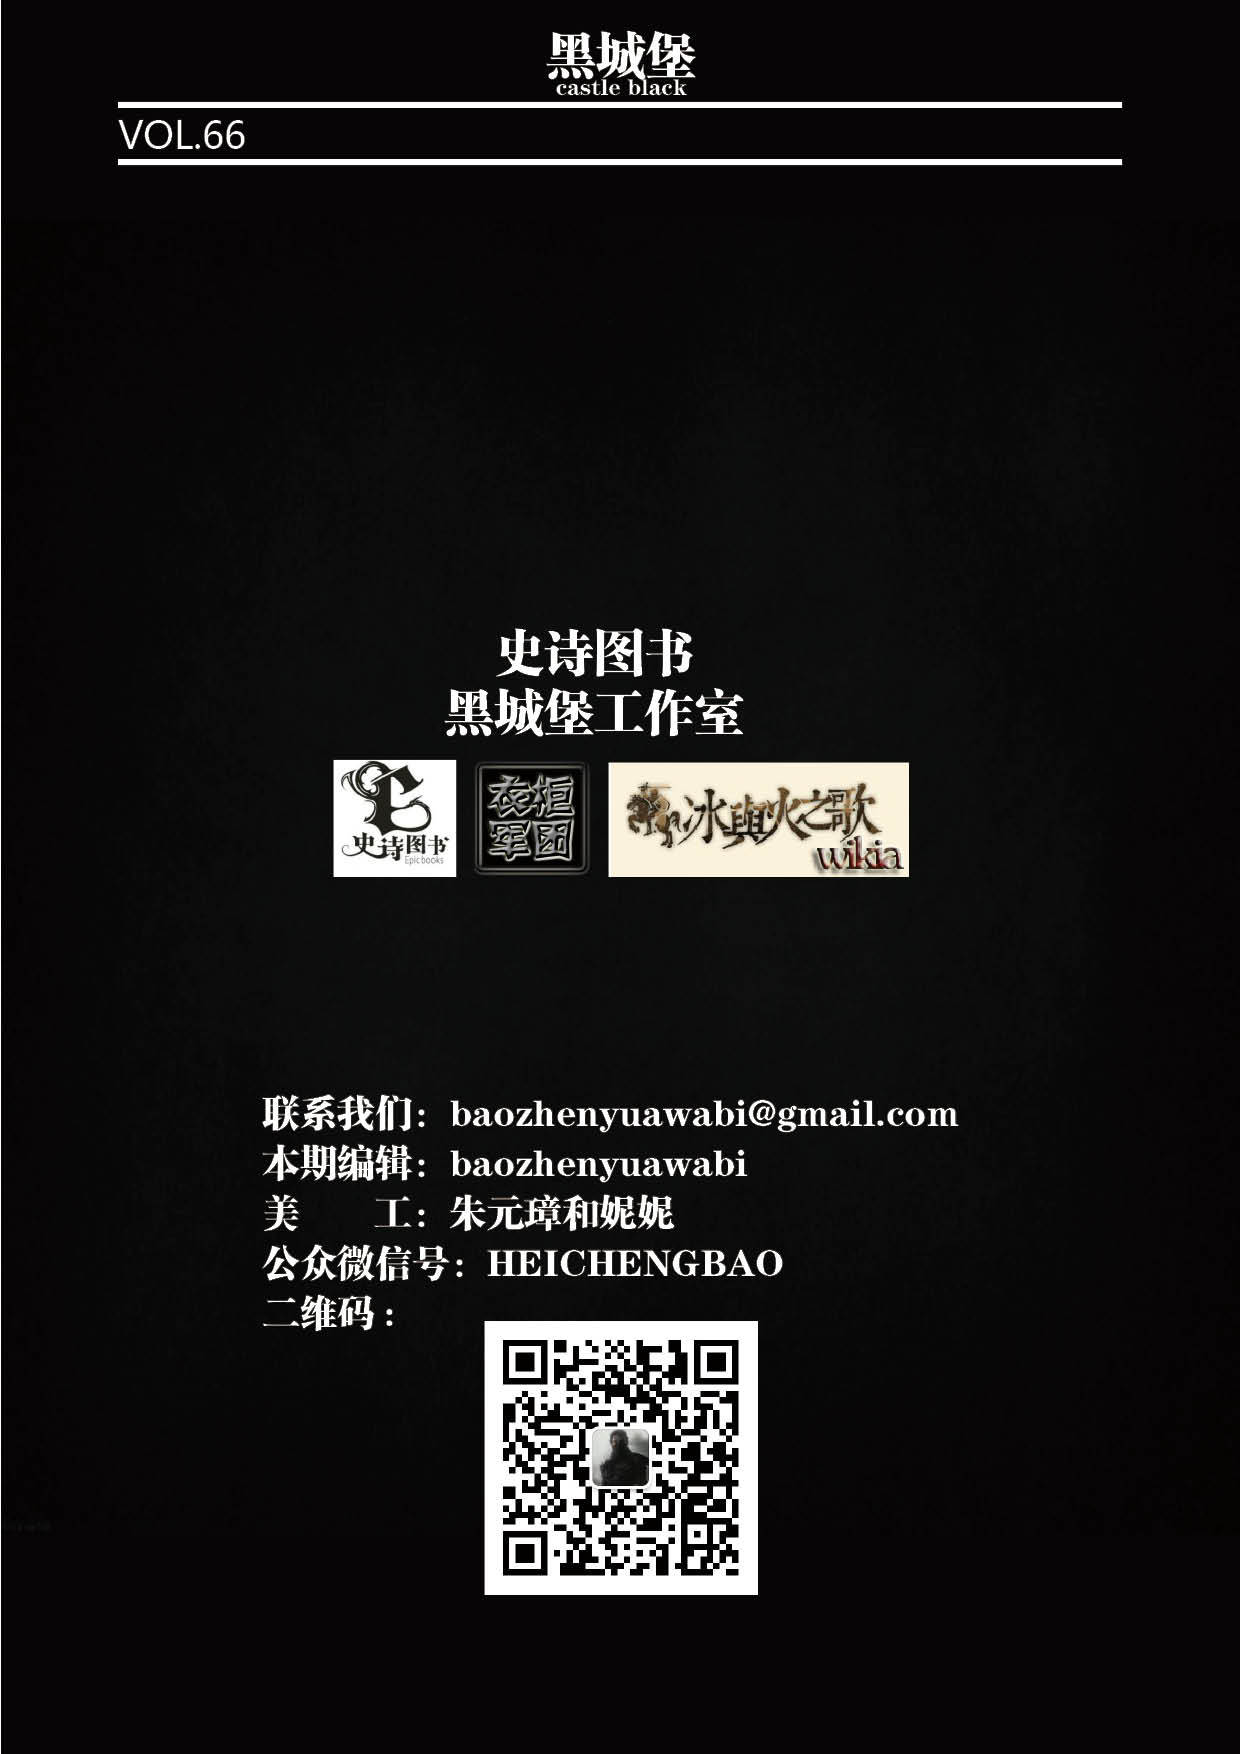 黑城堡
castle black
VOL.66
史诗图书
黑城堡工作室
史诗图书
Epicbooks
衣柜
军团
冰與火之歌
wikia
联系我们：baozhenyuawabi@gmail.com
本期编辑：baozhenyuawabi
美　　工：朱元璋和妮妮
公众微信号：HEICHENGBAO
二维码：